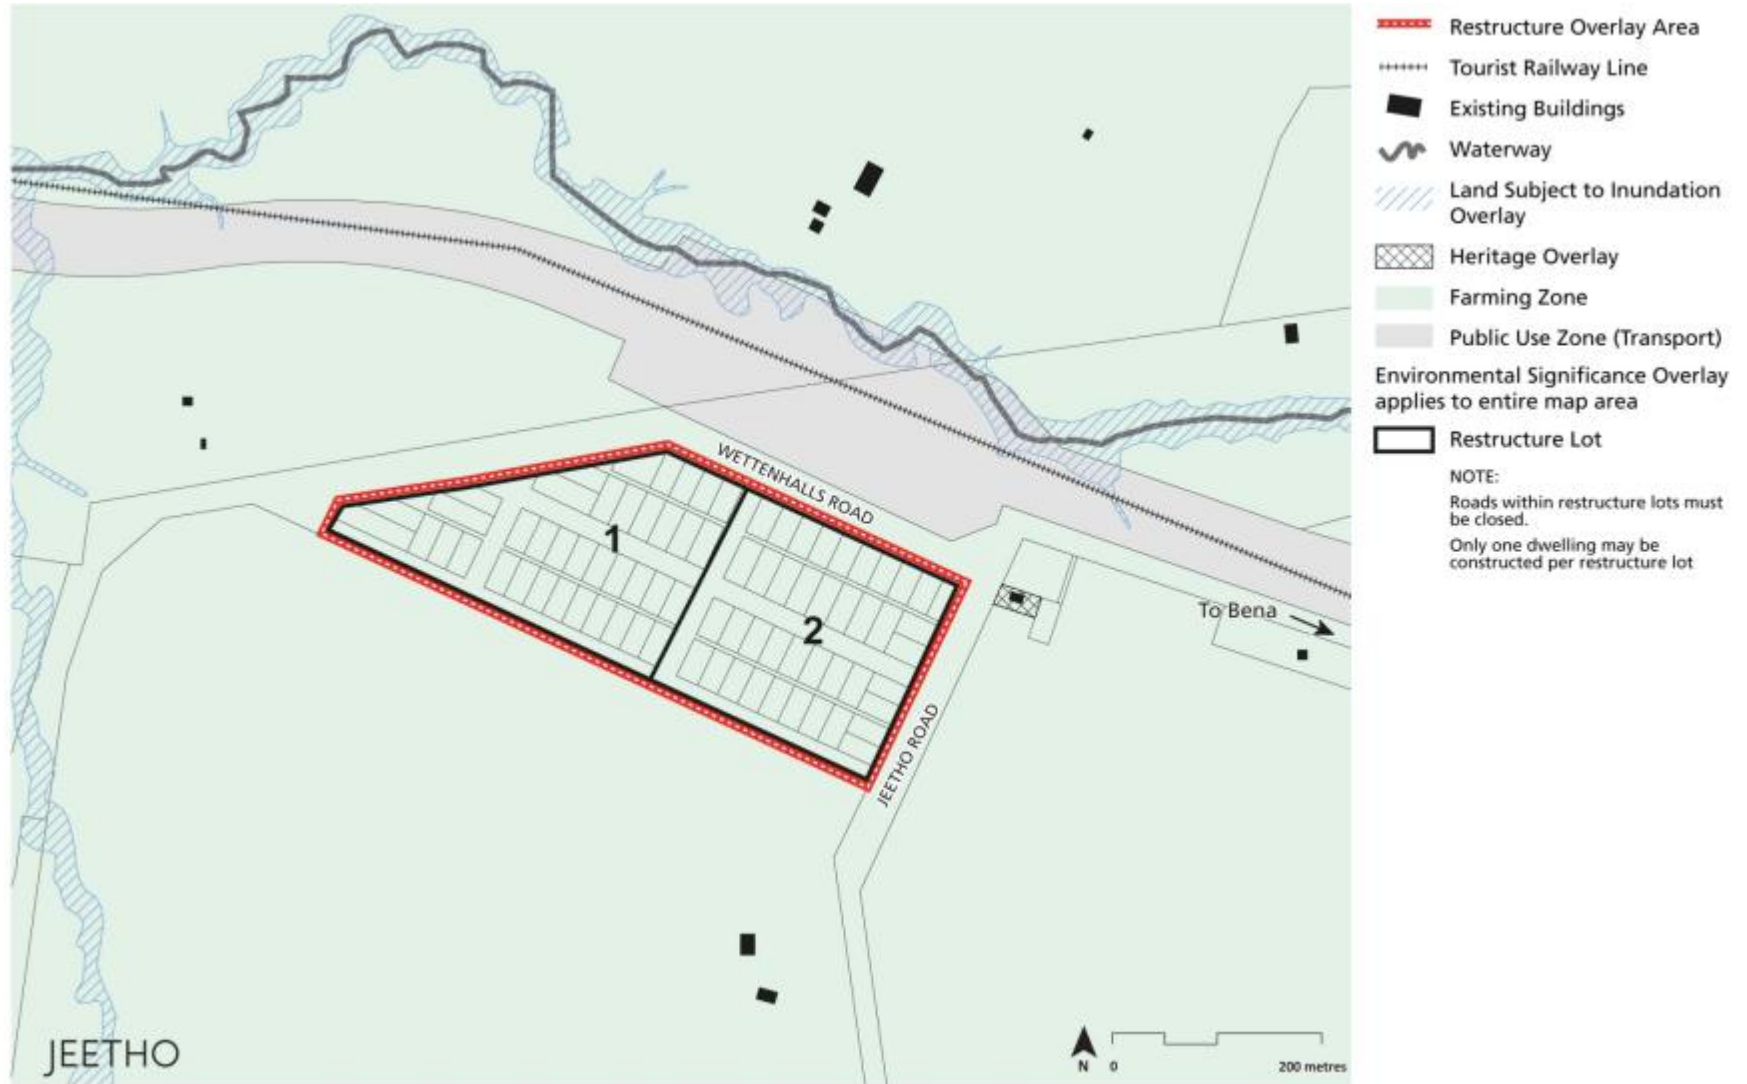 WETTENHALLS ROAD
1
2
To Bena
JEETHO ROAD
JEETHO
N
0
200 metres
Restructure Overlay Area
Tourist Railway Line
Existing Buildings
Waterway
Land Subject to Inundation
Overlay
Heritage Overlay
Farming Zone
Public Use Zone (Transport)
Environmental Significance Overlay
applies to entire map area
Restructure Lot
NOTE:
Roads within restructure lots must
be closed.
Only one dwelling may be
constructed per restructure lot